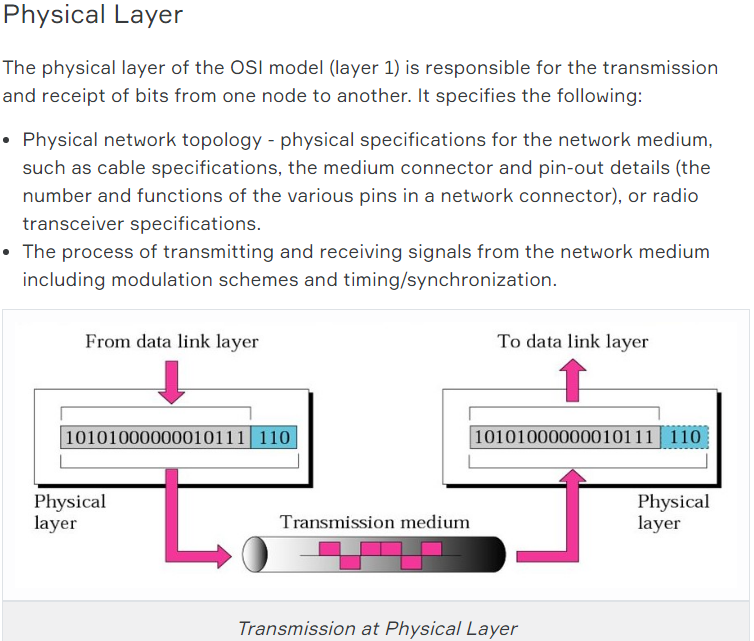 Physical Layer
The physical layer of the OSI model (layer 1) is responsible for the transmission
and receipt of bits from one node to another. It specifies the following:
• Physical network topology - physical specifications for the network medium,
such as cable specifications, the medium connector and pin-out details (the
number and functions of the various pins in a network connector), or radio
transceiver specifications.
• The process of transmitting and receiving signals from the network medium
including modulation schemes and timing/synchronization.
From data link layer
To data link layer
10101000000010111 110
10101000000010111 110
Physical
layer
Transmission medium
Physical
layer
Transmission at Physical Layer